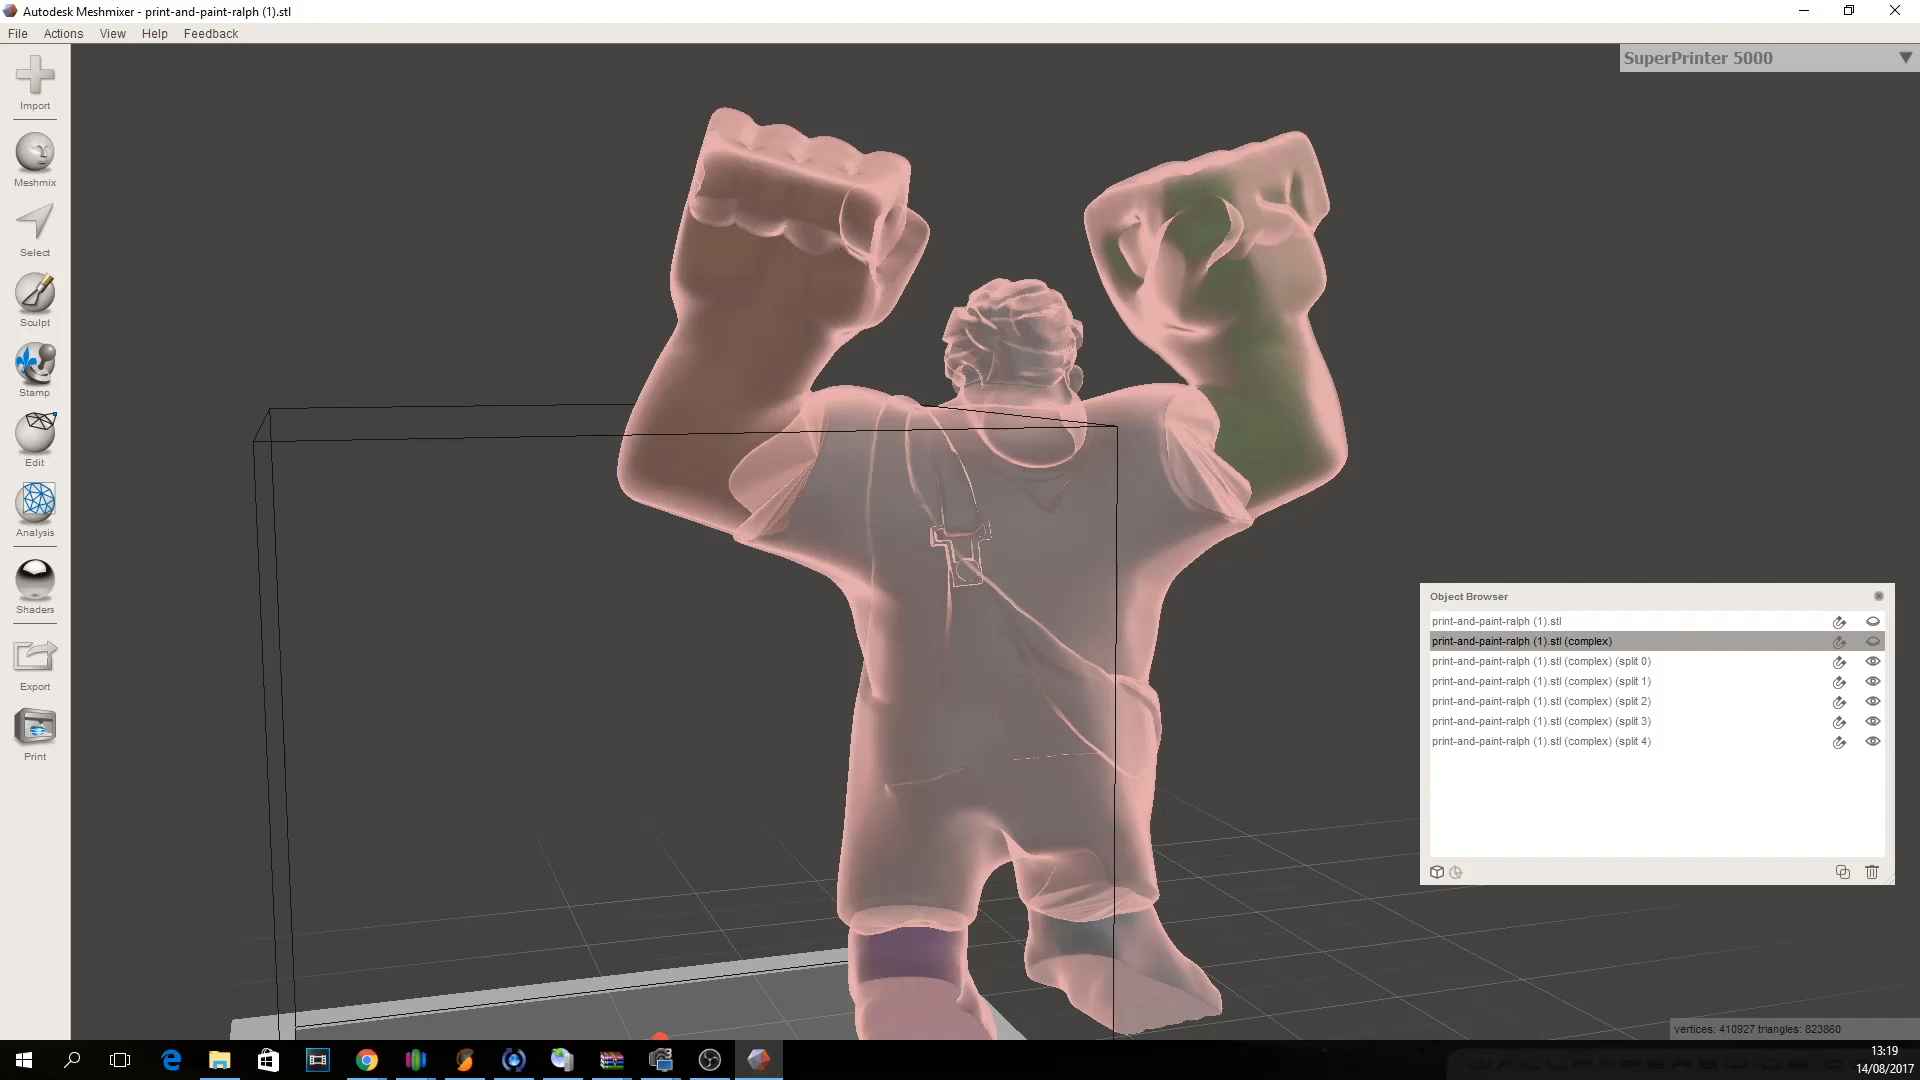 Autodesk Meshmixer - print-and-paint-ralph (1).stl
File Actions View Help Feedback
SuperPrinter 5000
Import
Meshmix
Select
Sculpt
Stamp
Edit
Analysis
Shaders
Export
Print
Object Browser
print-and-paint-ralph (1).stl
print-and-paint-ralph (1).stl (complex)
print-and-paint-ralph (1).stl (complex) (split 0)
print-and-paint-ralph (1).stl (complex) (split 1)
print-and-paint-ralph (1).stl (complex) (split 2)
print-and-paint-ralph (1).stl (complex) (split 3)
print-and-paint-ralph (1).stl (complex) (split 4)
vertices: 410927 triangles: 823860
13:19
14/08/2017